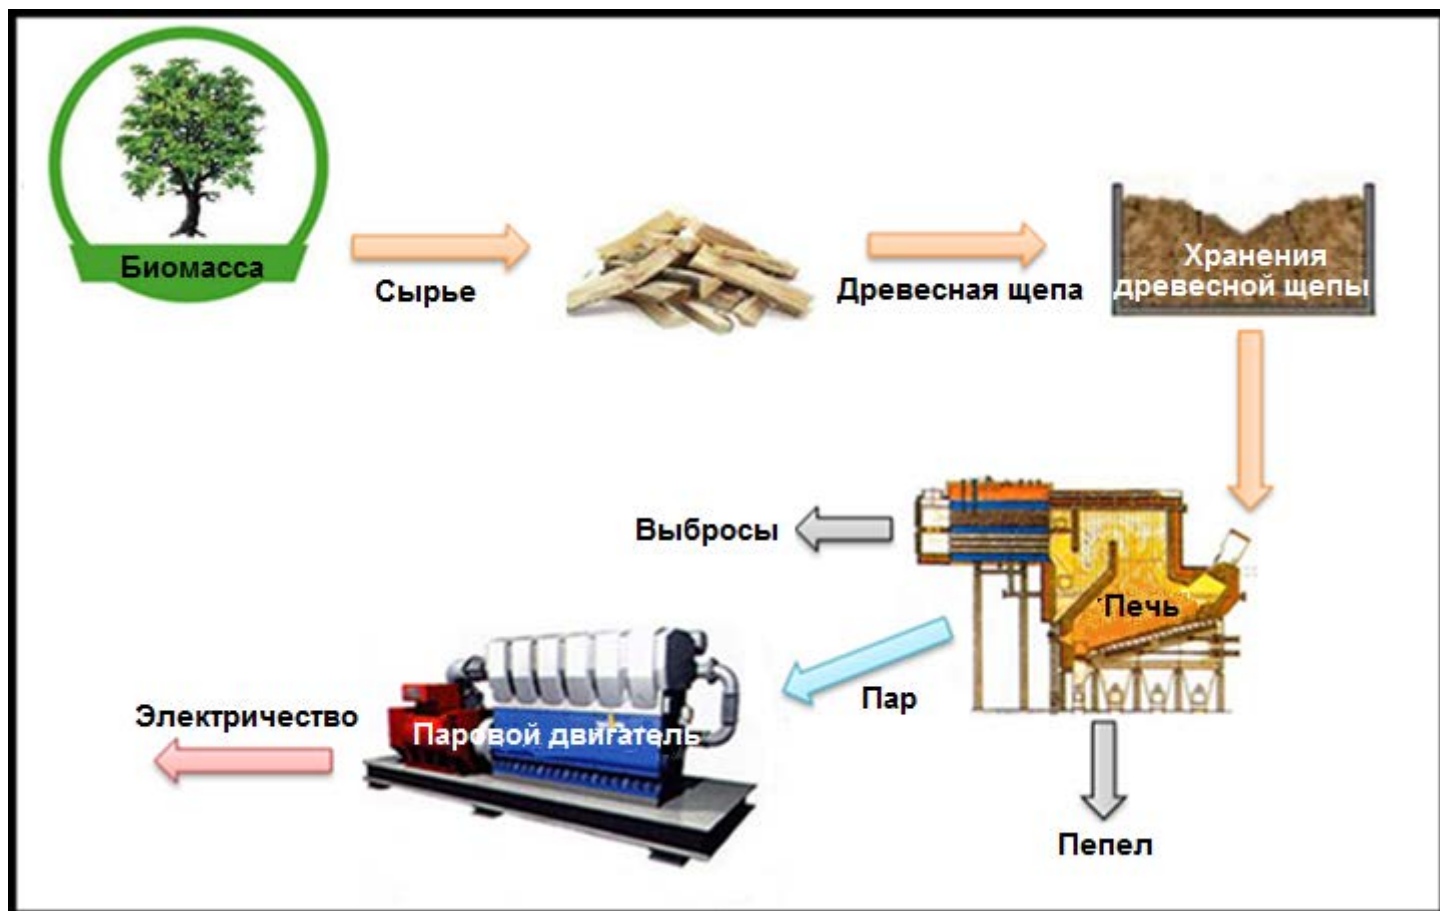 Биомасса
Сырье
Древесная щепа
Хранения
древесной щепы
Выбросы
Печь
Пар
Электричество
Паровой двигатель
Пепел